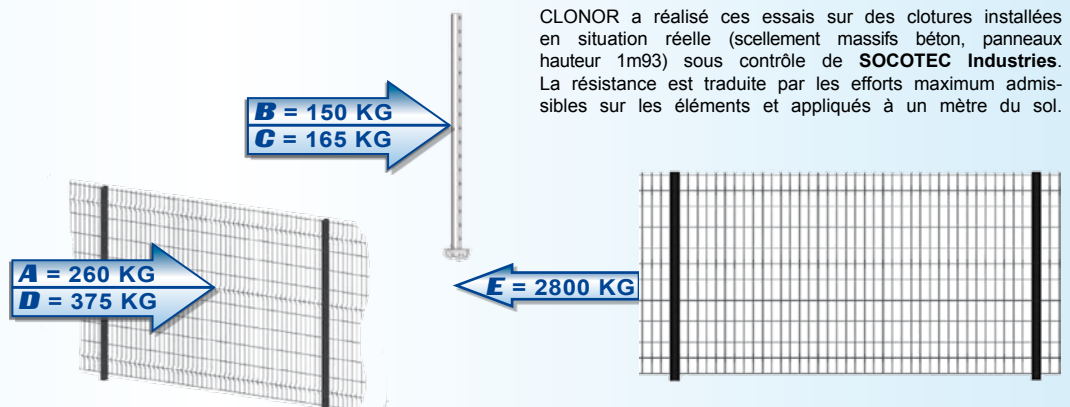 CLONOR a réalisé ces essais sur des clotures installées
en situation réelle (scellement massifs béton, panneaux
hauteur 1m93) sous contrôle de SOCOTEC Industries.
La résistance est traduite par les efforts maximum admis-
sibles sur les éléments et appliqués à un mètre du sol.
B = 150 KG
C = 165 KG
A = 260 KG
D = 375 KG
E = 2800 KG